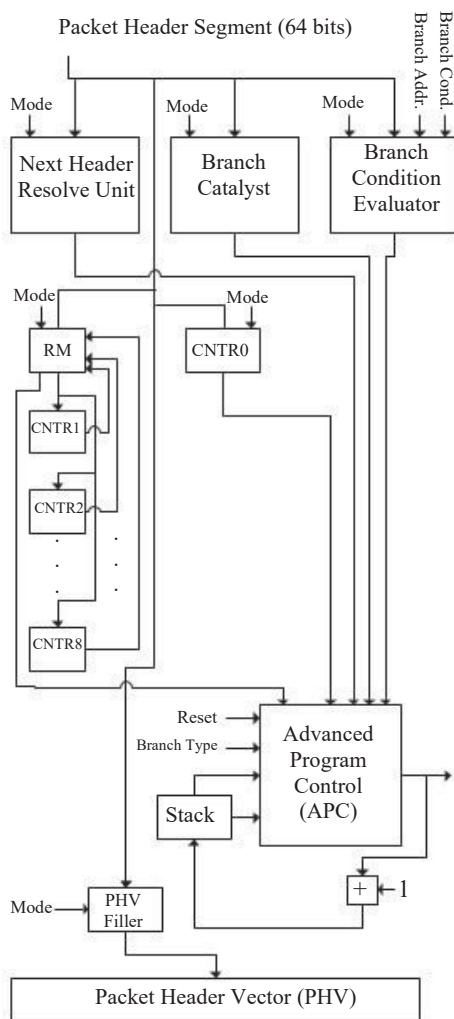 Packet Header Segment (64 bits)
Branch Cond.
Branch Addr.
Mode
Mode
Mode
Next Header
Resolve Unit
Branch
Catalyst
Branch
Condition
Evaluator
Mode
Mode
RM
CNTR0
CNTR1
CNTR2
. .
. .
. .
CNTR8
Reset
Branch Type
Advanced
Program
Control
(APC)
Stack
+
1
Mode
PHV
Filler
Packet Header Vector (PHV)